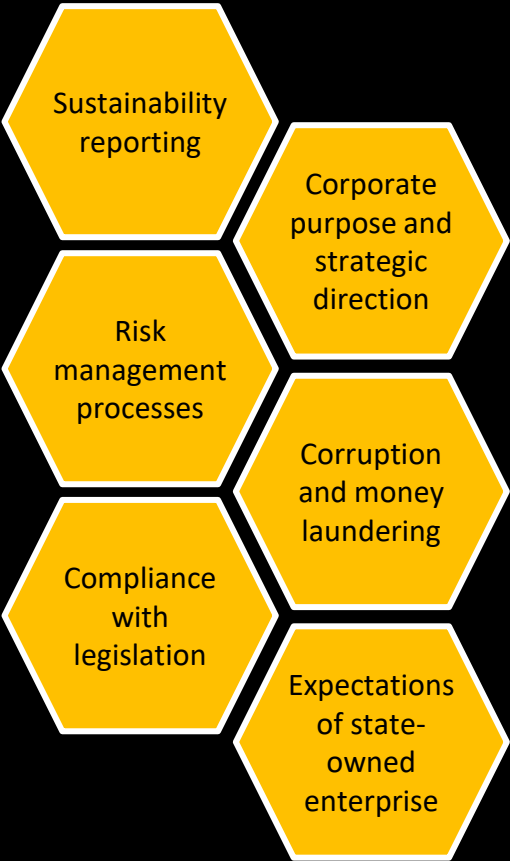 Sustainability
reporting
Corporate
purpose and
strategic
direction
Risk
management
processes
Corruption
and money
laundering
Compliance
with
legislation
Expectations
of state-
owned
enterprise